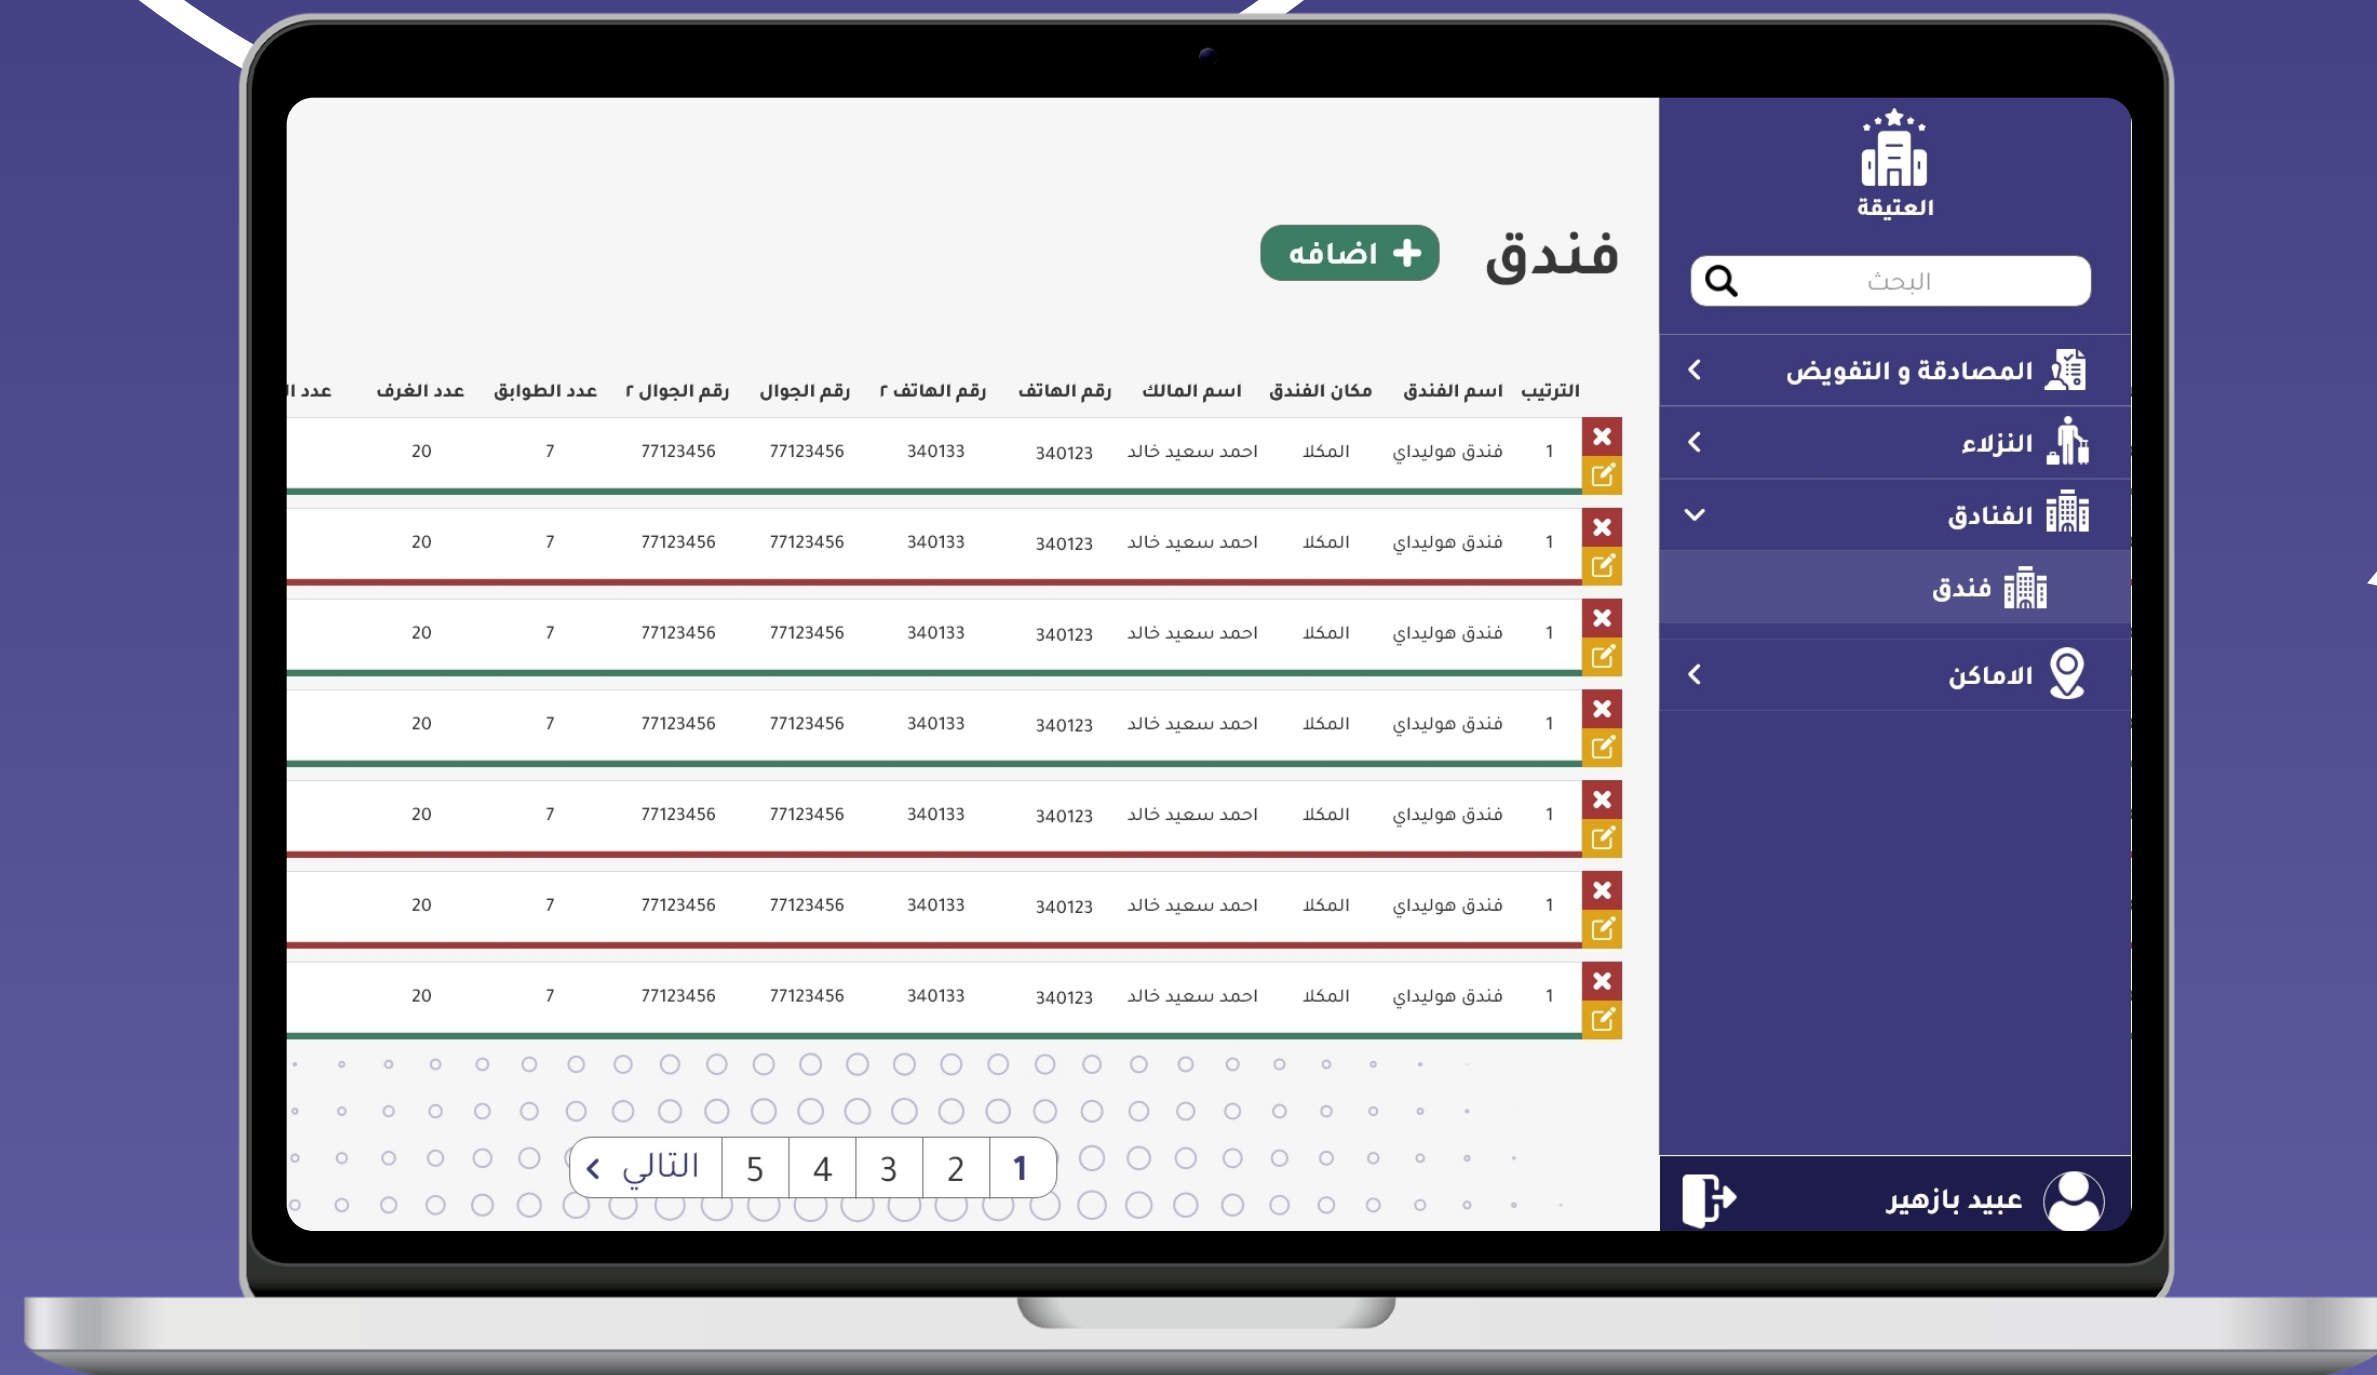 العتيقة
البحث
المصادقة و التفويض
النزلاء
الفنادق
فندق
الاماكن
عبيد بازهير
فندق
اضافه
الترتيب اسم الفندق مكان الفندق اسم المالك رقم الهاتف رقم الهاتف ٢ رقم الجوال رقم الجوال ٢ عدد الطوابق عدد الغرف عدد
1 فندق هوليداي المكلا احمد سعيد خالد 340123 340133 77123456 77123456 7 20
1 فندق هوليداي المكلا احمد سعيد خالد 340123 340133 77123456 77123456 7 20
1 فندق هوليداي المكلا احمد سعيد خالد 340123 340133 77123456 77123456 7 20
1 فندق هوليداي المكلا احمد سعيد خالد 340123 340133 77123456 77123456 7 20
1 فندق هوليداي المكلا احمد سعيد خالد 340123 340133 77123456 77123456 7 20
1 فندق هوليداي المكلا احمد سعيد خالد 340123 340133 77123456 77123456 7 20
1 فندق هوليداي المكلا احمد سعيد خالد 340123 340133 77123456 77123456 7 20
1 2 3 4 5 التالي